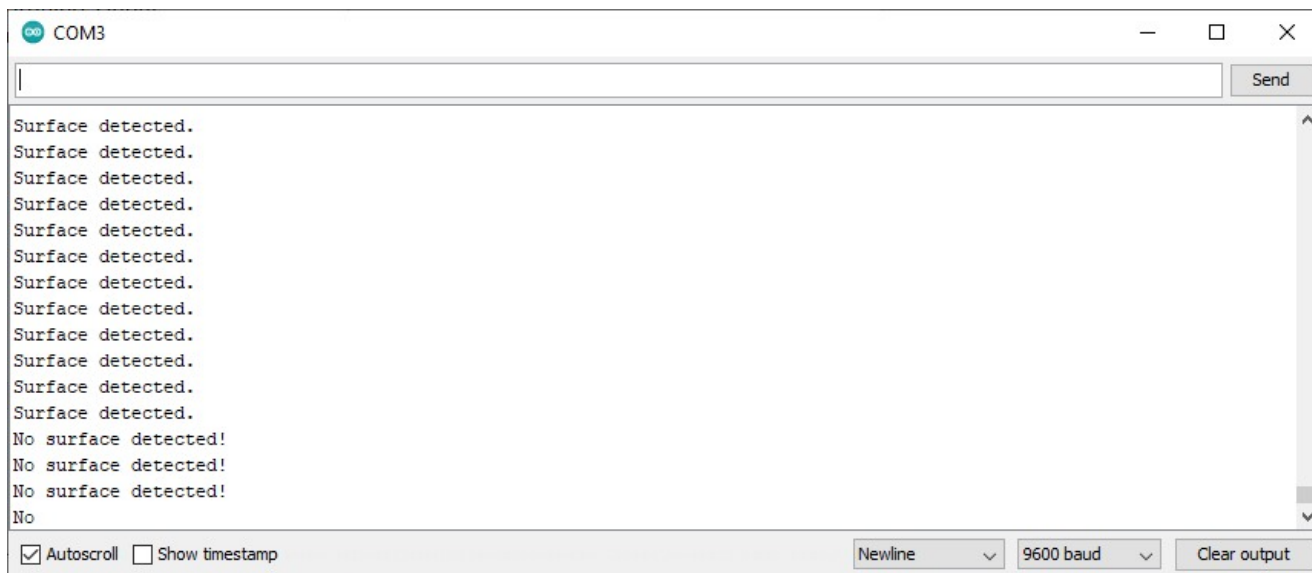 COM3
Send
Surface detected.
Surface detected.
Surface detected.
Surface detected.
Surface detected.
Surface detected.
Surface detected.
Surface detected.
Surface detected.
Surface detected.
Surface detected.
Surface detected.
No surface detected!
No surface detected!
No surface detected!
No
Autoscroll Show timestamp Newline 9600 baud Clear output